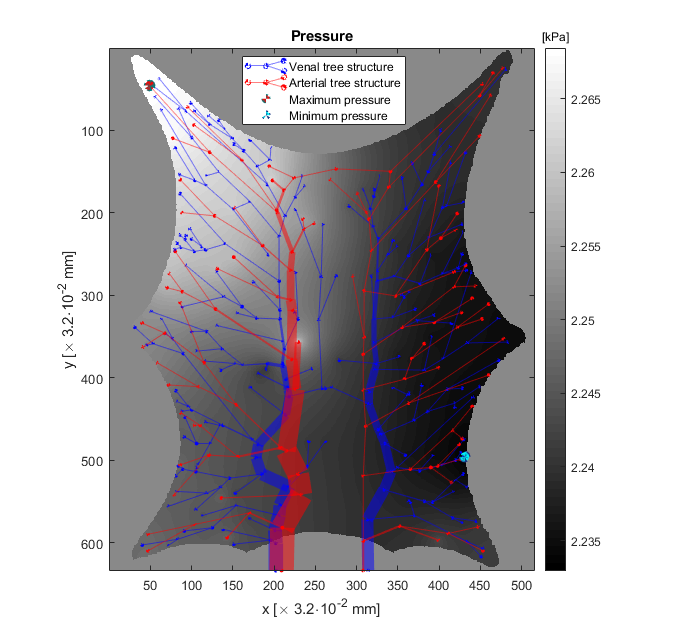 Pressure
[kPa]
Venal tree structure
Arterial tree structure
Maximum pressure
Minimum pressure
100
200
300
400
500
600
y [× 3.2·10⁻² mm]
50 100 150 200 250 300 350 400 450 500
x [× 3.2·10⁻² mm]
2.265
2.26
2.255
2.25
2.245
2.24
2.235